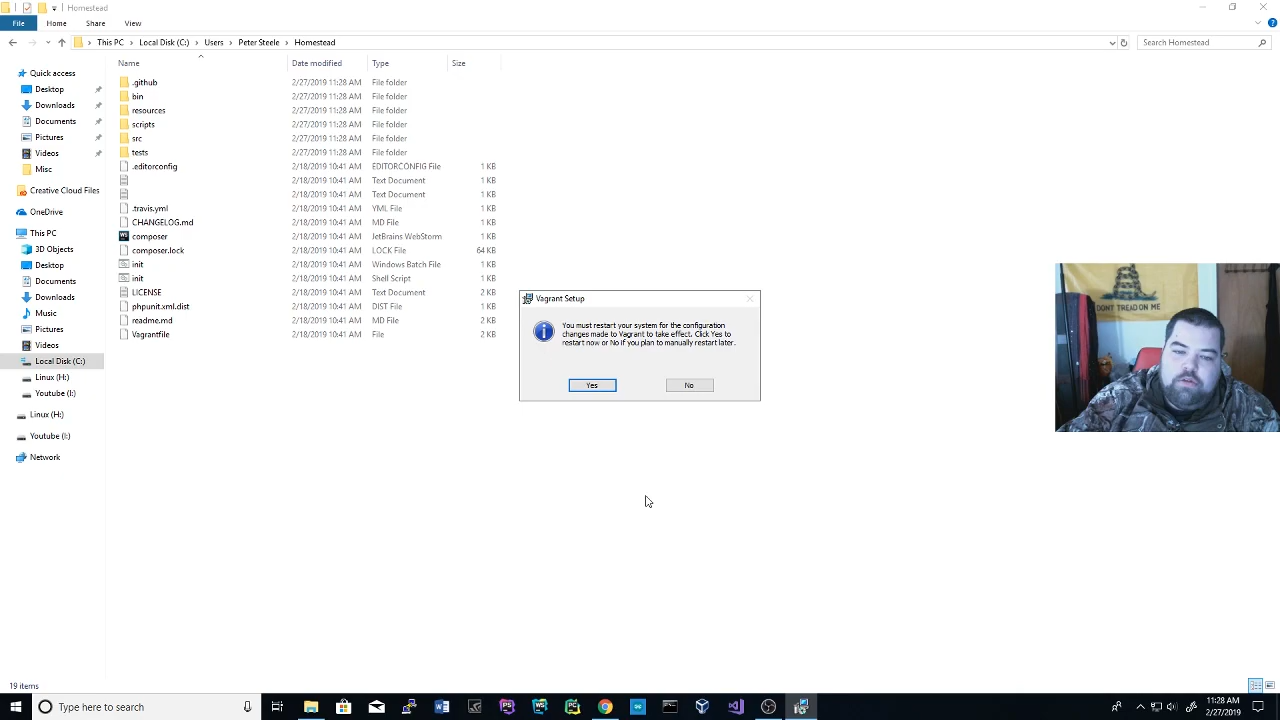 Homestead
File Home Share View
This PC Local Disk (C:) Users Peter Steele Homestead Search Homestead
Name Date modified Type Size
Quick access
Desktop
Downloads
Documents
Pictures
Videos
Misc
Creative Cloud Files
OneDrive
This PC
3D Objects
Desktop
Documents
Downloads
Music
Pictures
Videos
Local Disk (C:)
Linux (H:)
Youtube (I:)
Linux (H:)
Youtube (I:)
Network
.github 2/27/2019 11:28 AM File folder
bin 2/27/2019 11:28 AM File folder
resources 2/27/2019 11:28 AM File folder
scripts 2/27/2019 11:28 AM File folder
src 2/27/2019 11:28 AM File folder
tests 2/27/2019 11:28 AM File folder
.editorconfig 2/18/2019 10:41 AM EDITORCONFIG File 1 KB
2/18/2019 10:41 AM Text Document 1 KB
2/18/2019 10:41 AM Text Document 1 KB
.travis.yml 2/18/2019 10:41 AM YML File 1 KB
CHANGELOG.md 2/18/2019 10:41 AM MD File 1 KB
composer 2/18/2019 10:41 AM JetBrains WebStorm 1 KB
composer.lock 2/18/2019 10:41 AM LOCK File 64 KB
init 2/18/2019 10:41 AM Windows Batch File 1 KB
init 2/18/2019 10:41 AM Shell Script 1 KB
LICENSE 2/18/2019 10:41 AM Text Document 2 KB
phpunit.xml.dist 2/18/2019 10:41 AM DIST File 1 KB
readme.md 2/18/2019 10:41 AM MD File 2 KB
Vagrantfile 2/18/2019 10:41 AM File 2 KB
Vagrant Setup
You must restart your system for the configuration
changes made to Vagrant to take effect. Click Yes to
restart now or No if you plan to manually restart later.
Yes No
DONT TREAD ON ME
19 items
Type here to search
11:28 AM
2/27/2019